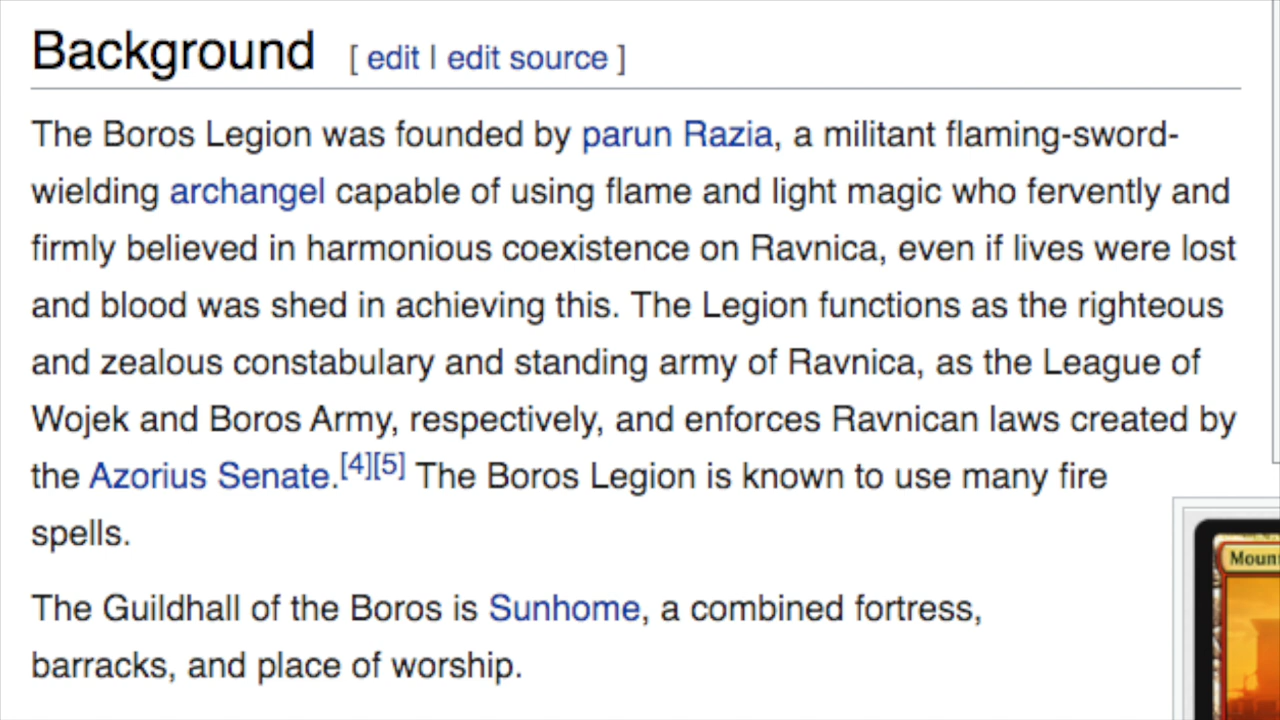 Background [ edit | edit source ]
The Boros Legion was founded by parun Razia, a militant flaming-sword-
wielding archangel capable of using flame and light magic who fervently and
firmly believed in harmonious coexistence on Ravnica, even if lives were lost
and blood was shed in achieving this. The Legion functions as the righteous
and zealous constabulary and standing army of Ravnica, as the League of
Wojek and Boros Army, respectively, and enforces Ravnican laws created by
the Azorius Senate.[4][5] The Boros Legion is known to use many fire
spells.
The Guildhall of the Boros is Sunhome, a combined fortress,
barracks, and place of worship.
Moun